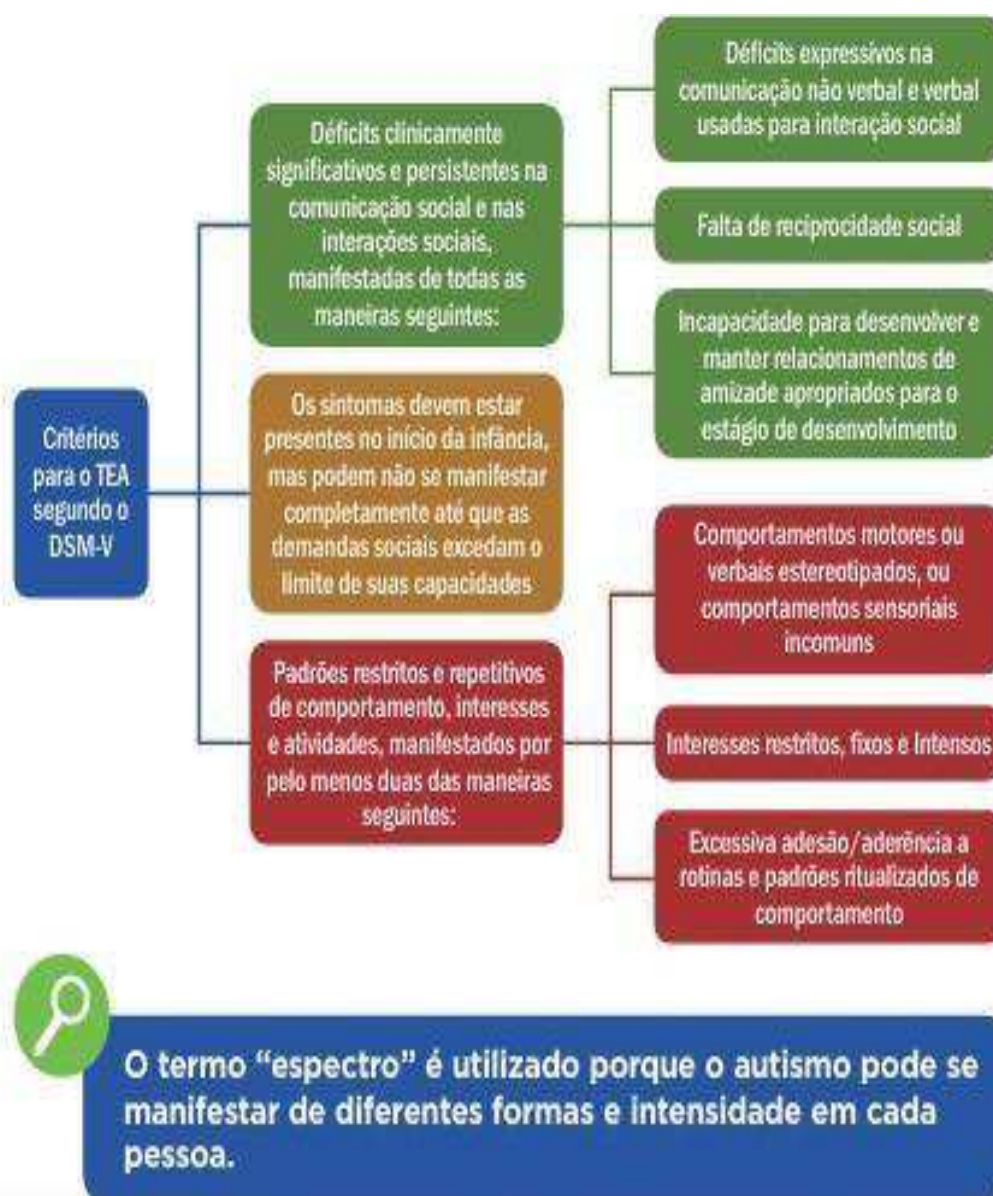 Critérios
para o TEA
segundo o
DSM-V
Déficits clinicamente
significativos e persistentes na
comunicação social e nas
interações sociais,
manifestadas de todas as
maneiras seguintes:
Déficits expressivos na
comunicação não verbal e verbal
usadas para interação social
Falta de reciprocidade social
Incapacidade para desenvolver e
manter relacionamentos de
amizade apropriados para o
estágio de desenvolvimento
Os sintomas devem estar
presentes no início da infância,
mas podem não se manifestar
completamente até que as
demandas sociais excedam o
limite de suas capacidades
Padrões restritos e repetitivos
de comportamento, interesses
e atividades, manifestados por
pelo menos duas das maneiras
seguintes:
Comportamentos motores ou
verbais estereotipados, ou
comportamentos sensoriais
incomuns
Interesses restritos, fixos e Intensos
Excessiva adesão/aderência a
rotinas e padrões ritualizados de
comportamento
O termo “espectro” é utilizado porque o autismo pode se
manifestar de diferentes formas e intensidade em cada
pessoa.